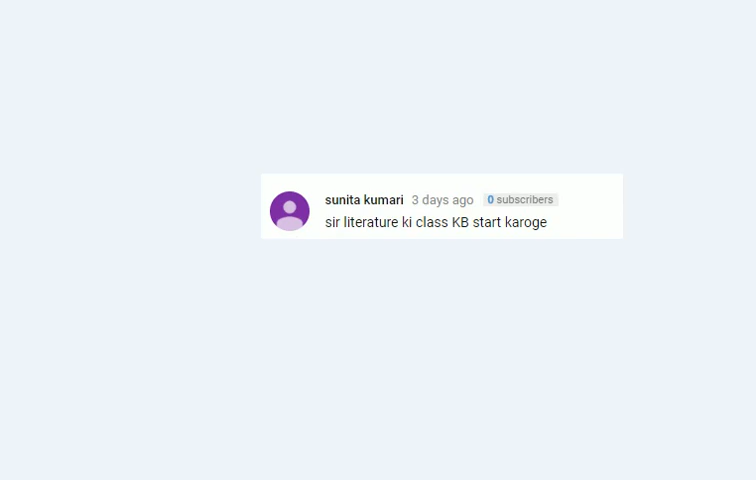 sunita kumari 3 days ago 0 subscribers
sir literature ki class KB start karoge